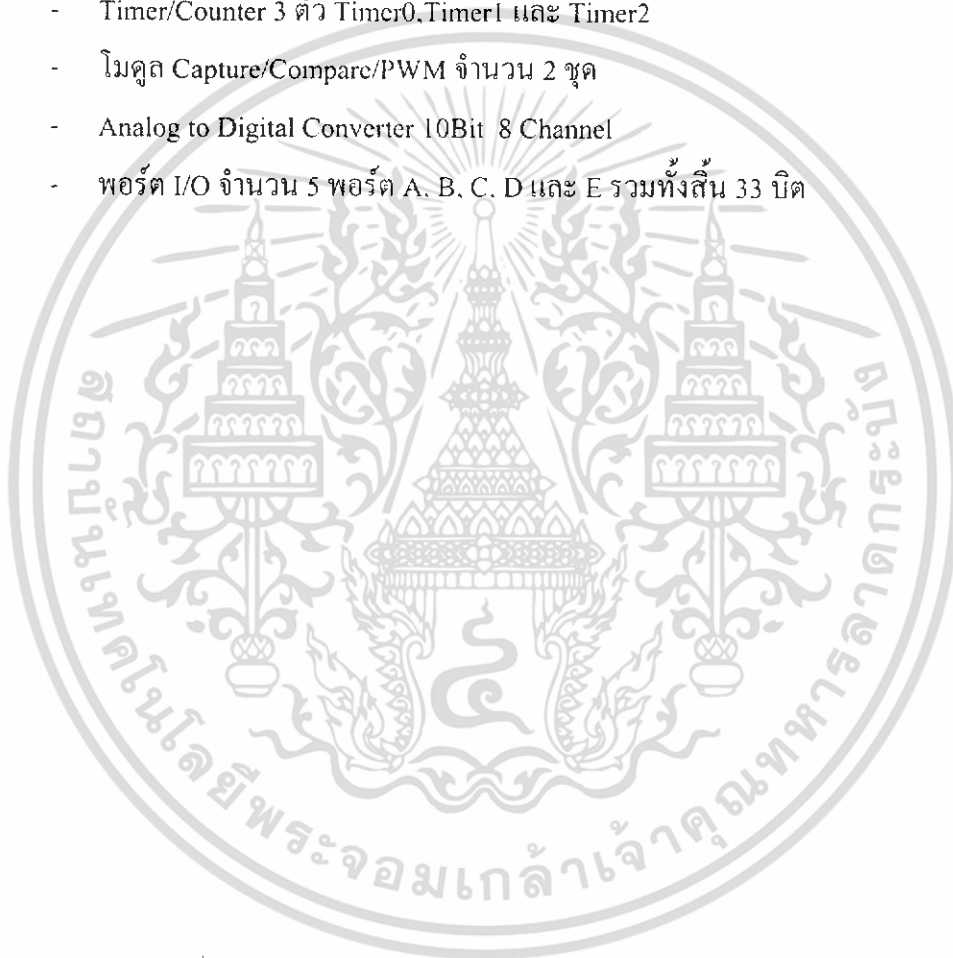 - Timer/Counter 3 ตัว Timer0,Timer1 และ Timer2
- โมดูล Capture/Compare/PWM จำนวน 2 ชุด
- Analog to Digital Converter 10Bit 8 Channel
- พอร์ต I/O จำนวน 5 พอร์ต A, B, C, D และ E รวมทั้งสิ้น 33 บิต
สถาบันเทคโนโลยีพระจอมเกล้าเจ้าคุณทหารลาดกระบัง